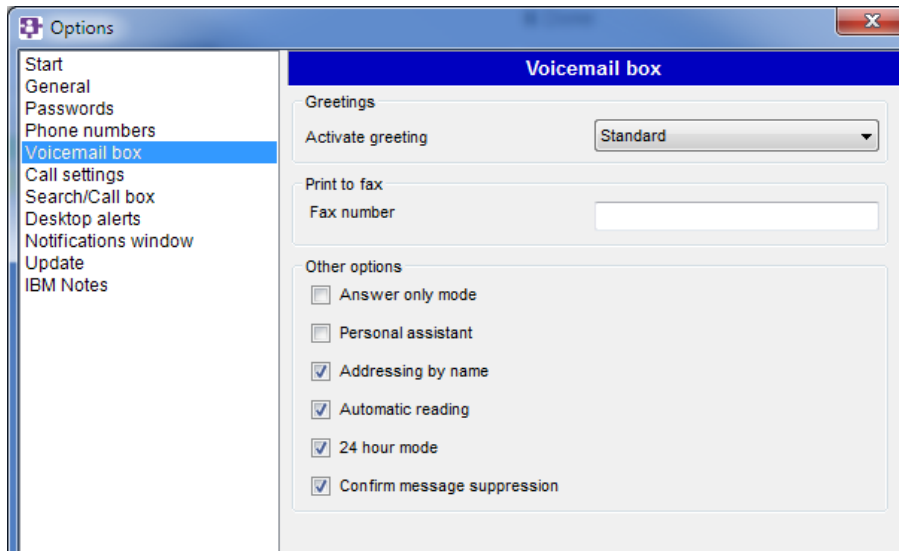 Options
Start
General
Passwords
Phone numbers
Voicemail box
Call settings
Search/Call box
Desktop alerts
Notifications window
Update
IBM Notes
Voicemail box
Greetings
Activate greeting Standard
Print to fax
Fax number
Other options
Answer only mode
Personal assistant
Addressing by name
Automatic reading
24 hour mode
Confirm message suppression